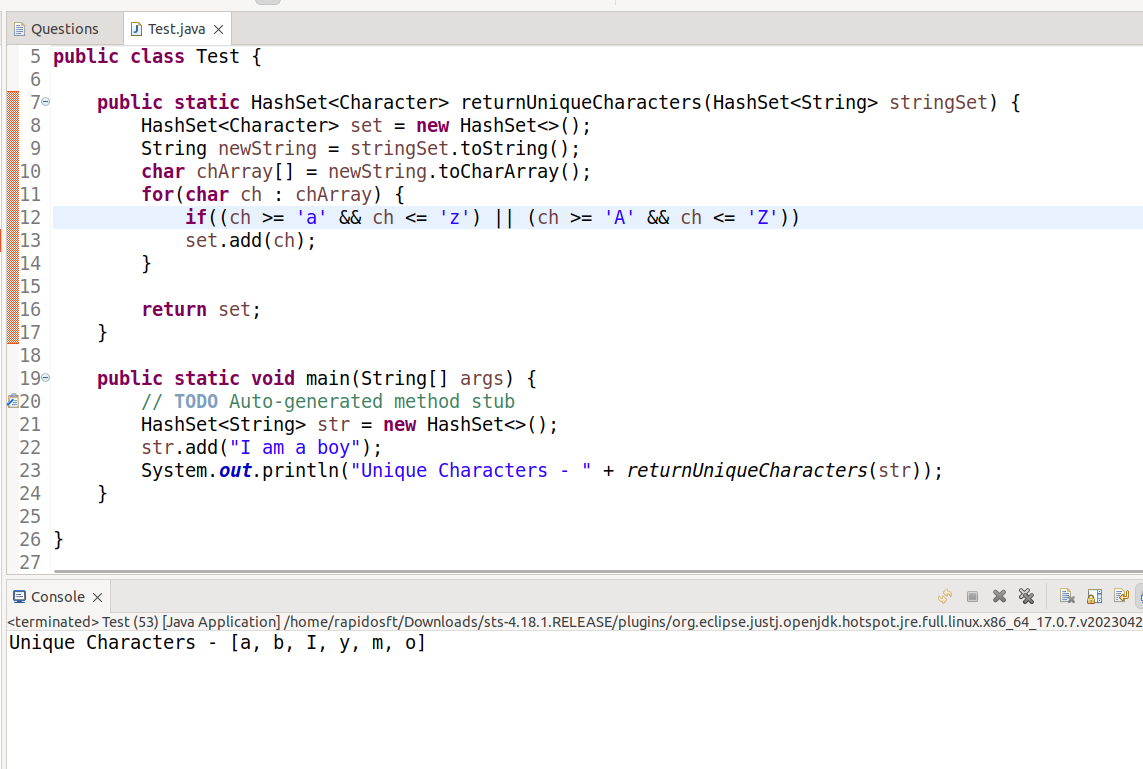 Questions
Test.java
5 public class Test {
6
7 public static HashSet<Character> returnUniqueCharacters(HashSet<String> stringSet) {
8 HashSet<Character> set = new HashSet<>();
9 String newString = stringSet.toString();
10 char chArray[] = newString.toCharArray();
11 for(char ch : chArray) {
12 if((ch >= 'a' && ch <= 'z') || (ch >= 'A' && ch <= 'Z'))
13 set.add(ch);
14 }
15
16 return set;
17 }
18
19 public static void main(String[] args) {
20 // TODO Auto-generated method stub
21 HashSet<String> str = new HashSet<>();
22 str.add("I am a boy");
23 System.out.println("Unique Characters - " + returnUniqueCharacters(str));
24 }
25
26 }
27
Console
<terminated> Test (53) [Java Application] /home/rapidosft/Downloads/sts-4.18.1.RELEASE/plugins/org.eclipse.justj.openjdk.hotspot.jre.full.linux.x86_64_17.0.7.v2023042
Unique Characters - [a, b, I, y, m, o]